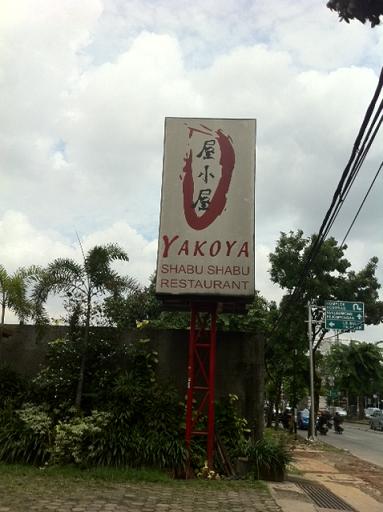 屋
小
屋
YAKOYA
SHABU SHABU
RESTAURANT